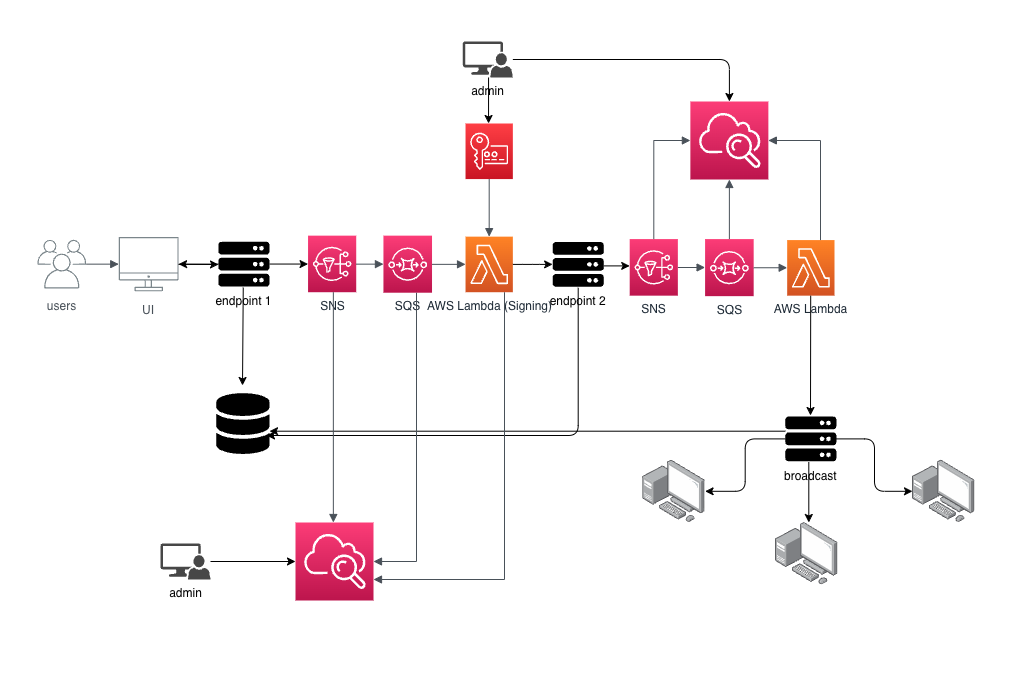 admin
users
UI
endpoint 1
SNS
SQS
AWS Lambda (Signing)
endpoint 2
SNS
SQS
AWS Lambda
broadcast
admin